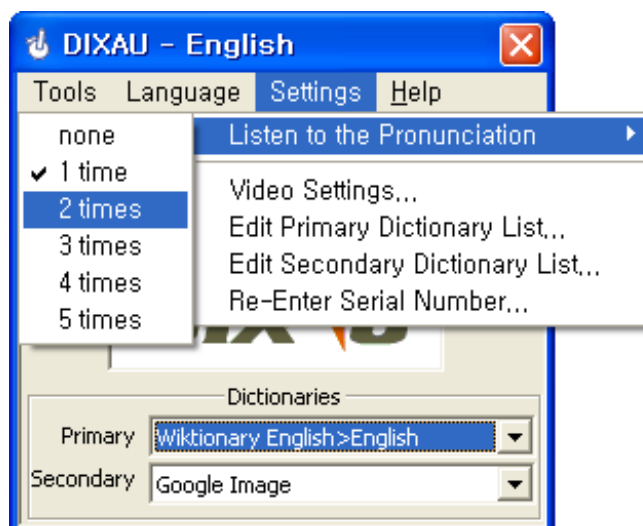 DIXAU - English
Tools Language Settings Help
Listen to the Pronunciation
none
1 time
2 times
3 times
4 times
5 times
Video Settings...
Edit Primary Dictionary List...
Edit Secondary Dictionary List...
Re-Enter Serial Number...
Dictionaries
Primary Wiktionary English>English
Secondary Google Image